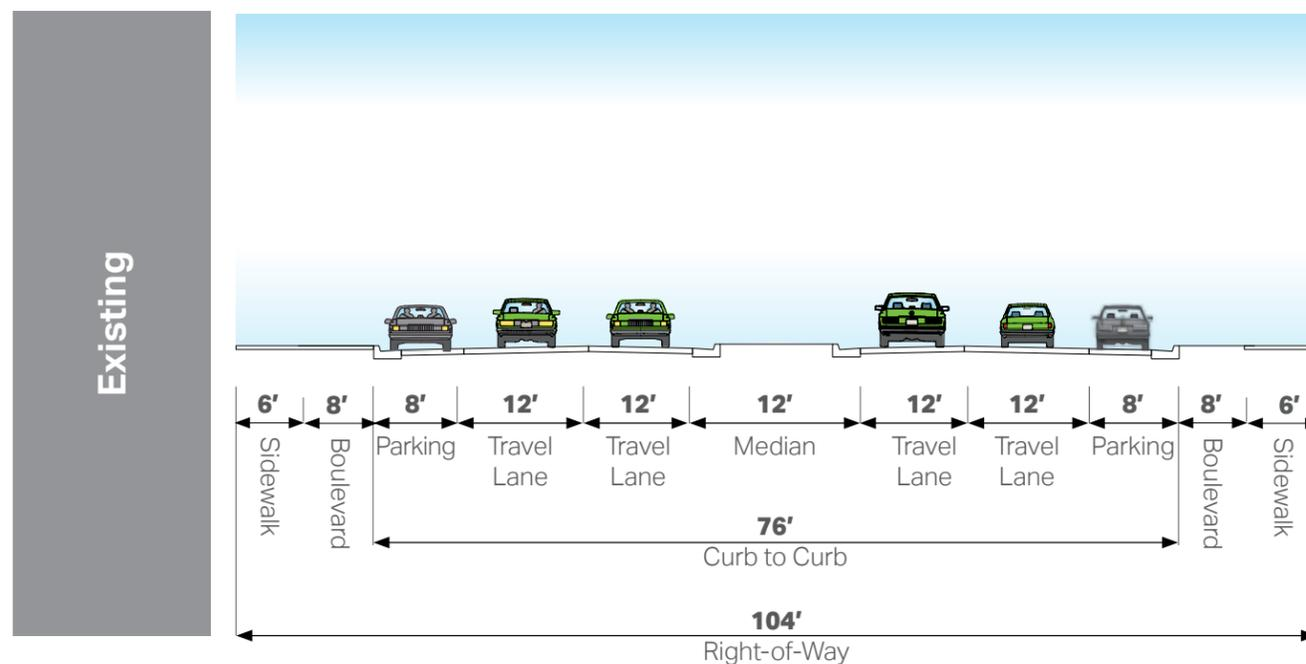 Existing
6′ 8′ 8′ 12′ 12′ 12′ 12′ 12′ 8′ 8′ 6′
Sidewalk
Boulevard
Parking
Travel
Lane
Travel
Lane
Median
Travel
Lane
Travel
Lane
Parking
Boulevard
Sidewalk
76′
Curb to Curb
104′
Right-of-Way